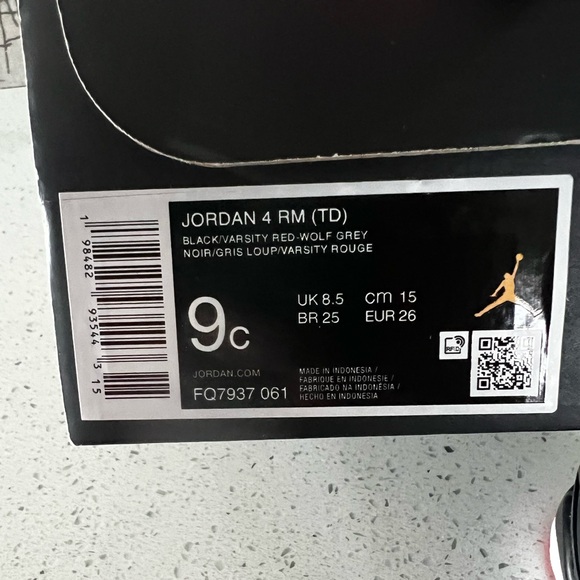 JORDAN 4 RM (TD)
BLACK/VARSITY RED-WOLF GREY
NOIR/GRIS LOUP/VARSITY ROUGE
9c
UK 8.5 cm 15
BR 25 EUR 26
JORDAN.COM
FQ7937 061
MADE IN INDONESIA /
FABRIQUE EN INDONESIE /
FABRICADO NA INDONÉSIA /
HECHO EN INDONESIA
RFID
1 98482 93544 3 15